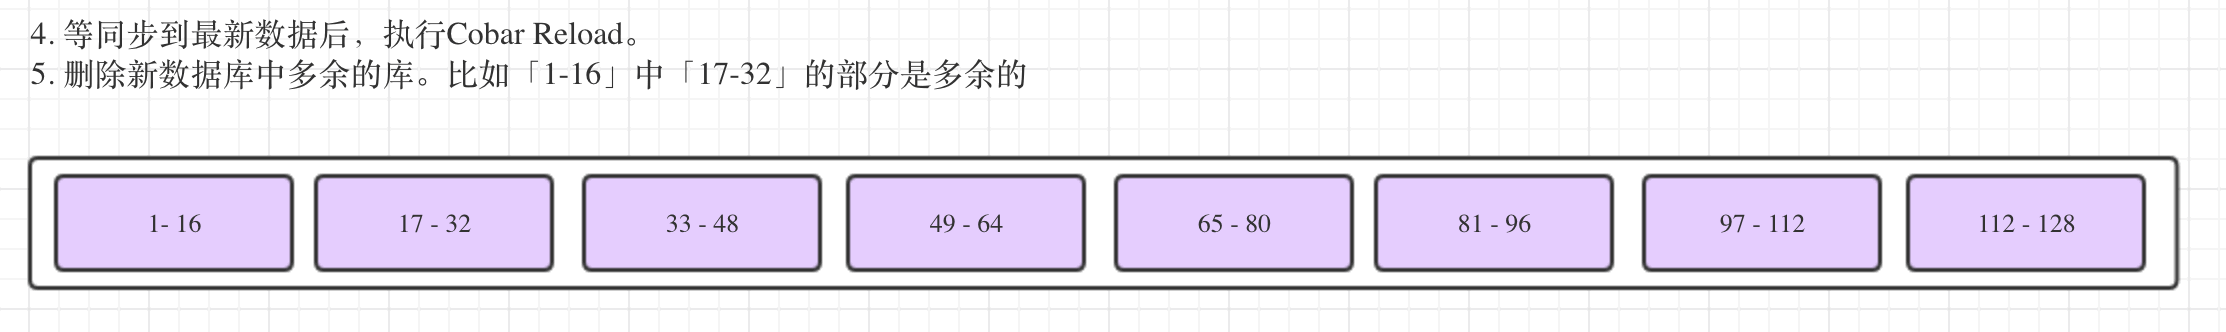 4. 等同步到最新数据后，执行Cobar Reload。
5. 删除新数据库中多余的库。比如「1-16」中「17-32」的部分是多余的
1- 16
17 - 32
33 - 48
49 - 64
65 - 80
81 - 96
97 - 112
112 - 128